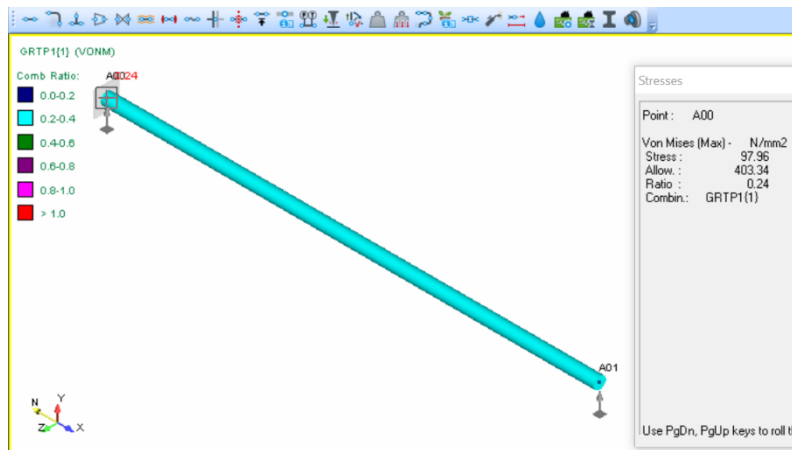 GRTP1{1} (VONM)
Comb Ratio:
0.0-0.2
0.2-0.4
0.4-0.6
0.6-0.8
0.8-1.0
> 1.0
A00
0.24
A01
N
Y
Z
X
Stresses
Point : A00
Von Mises (Max) - N/mm2
Stress : 97.96
Allow. : 403.34
Ratio : 0.24
Combin.: GRTP1(1)
Use PgDn, PgUp keys to roll t